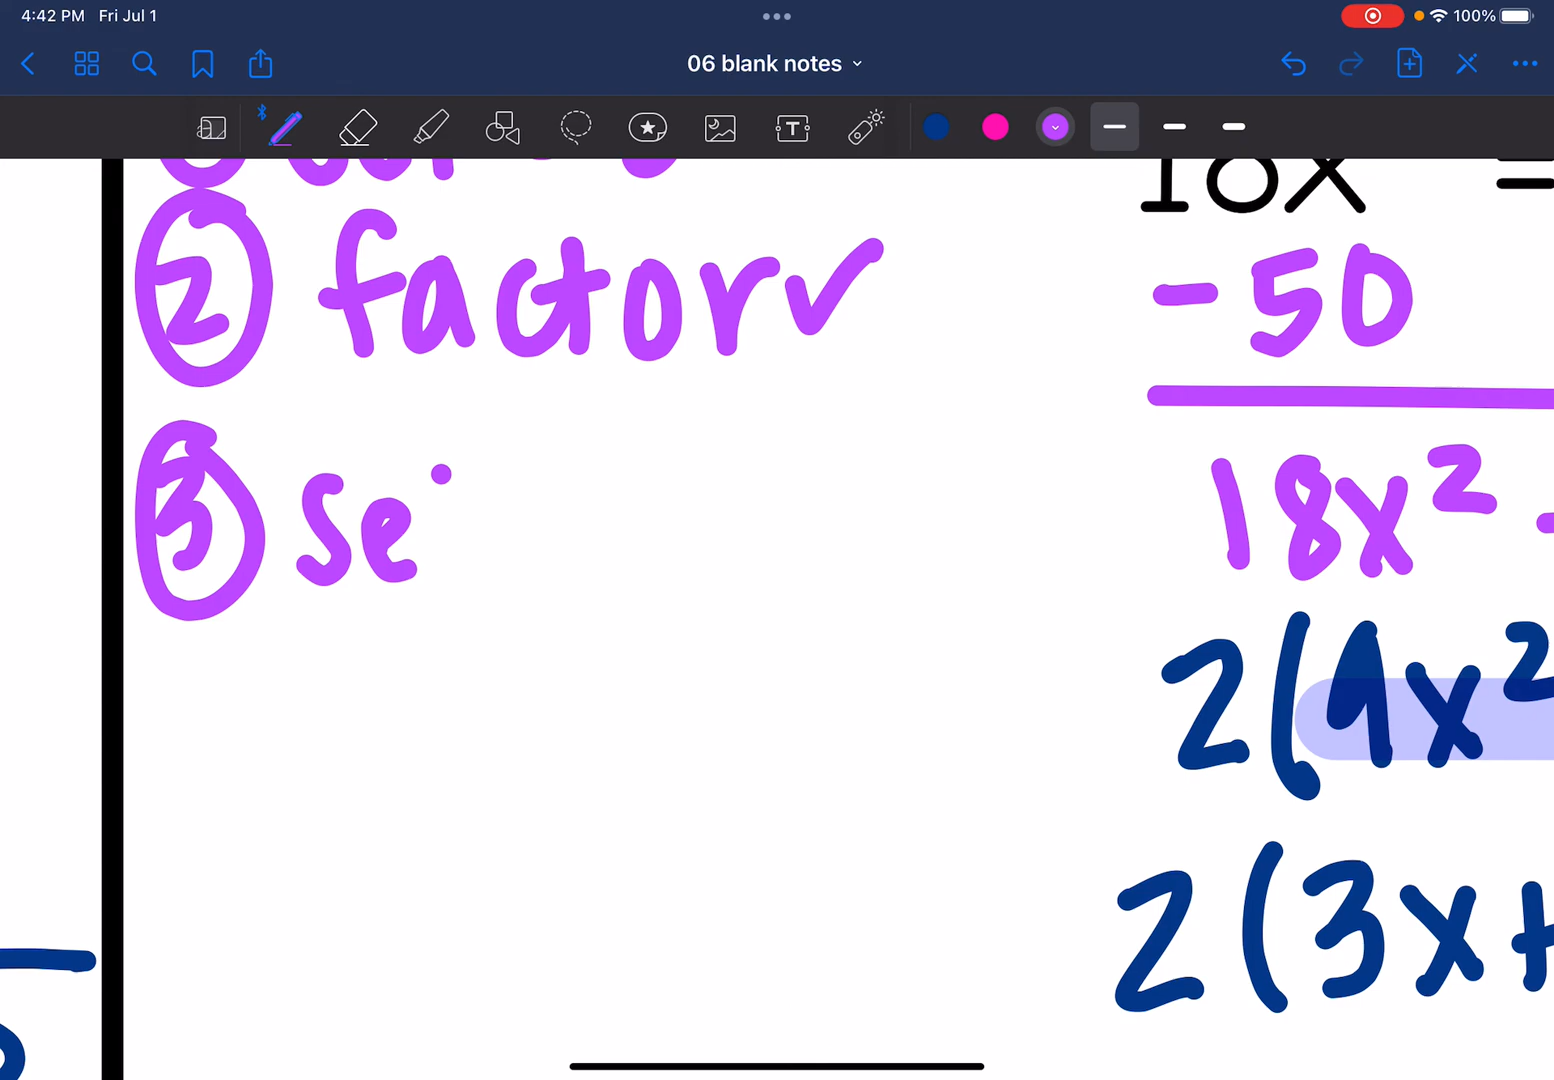 4:42 PM Fri Jul 1
100%
06 blank notes
18x =
② factor✓
-50
③ se
18x² -
2(9x²
2(3x+